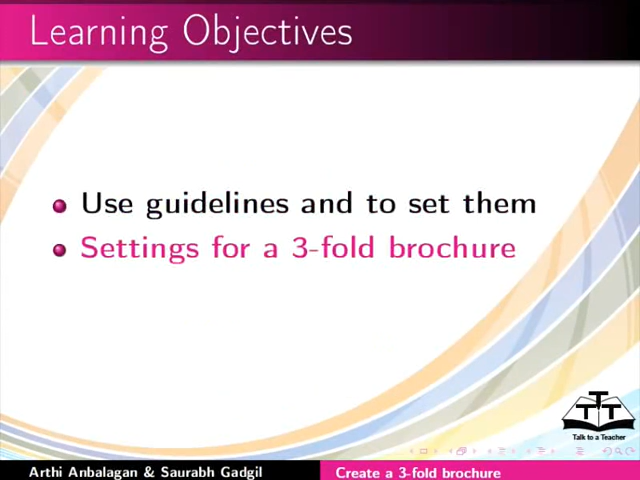 Learning Objectives
Use guidelines and to set them
Settings for a 3-fold brochure
TTT
Talk to a Teacher
Arthi Anbalagan & Saurabh Gadgil
Create a 3-fold brochure